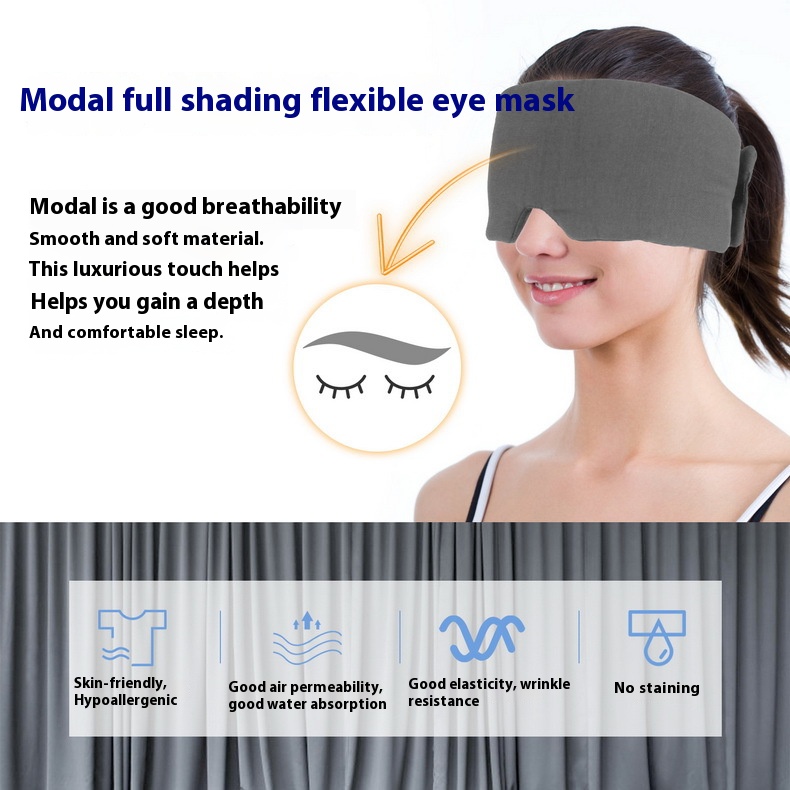 Modal full shading flexible eye mask
Modal is a good breathability
Smooth and soft material.
This luxurious touch helps
Helps you gain a depth
And comfortable sleep.
Skin-friendly,
Hypoallergenic
Good air permeability,
good water absorption
Good elasticity, wrinkle
resistance
No staining